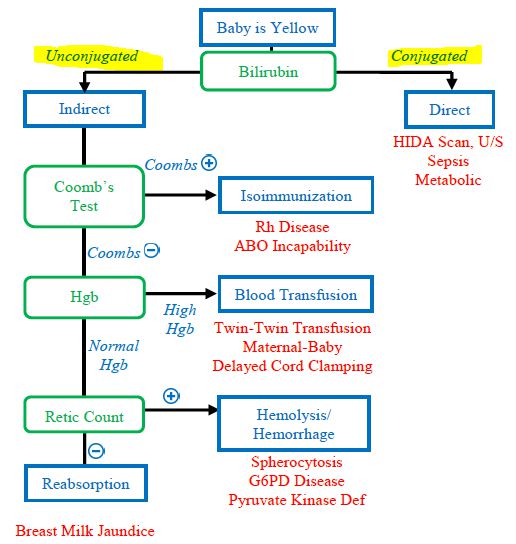 Baby is Yellow
Unconjugated
Conjugated
Bilirubin
Indirect
Direct
HIDA Scan, U/S
Sepsis
Metabolic
Coombs +
Coomb's
Test
Isoimmunization
Rh Disease
ABO Incapability
Coombs -
Hgb
Blood Transfusion
High
Hgb
Twin-Twin Transfusion
Maternal-Baby
Delayed Cord Clamping
Normal
Hgb
+
Retic Count
Hemolysis/
Hemorrhage
-
Spherocytosis
G6PD Disease
Pyruvate Kinase Def
Reabsorption
Breast Milk Jaundice